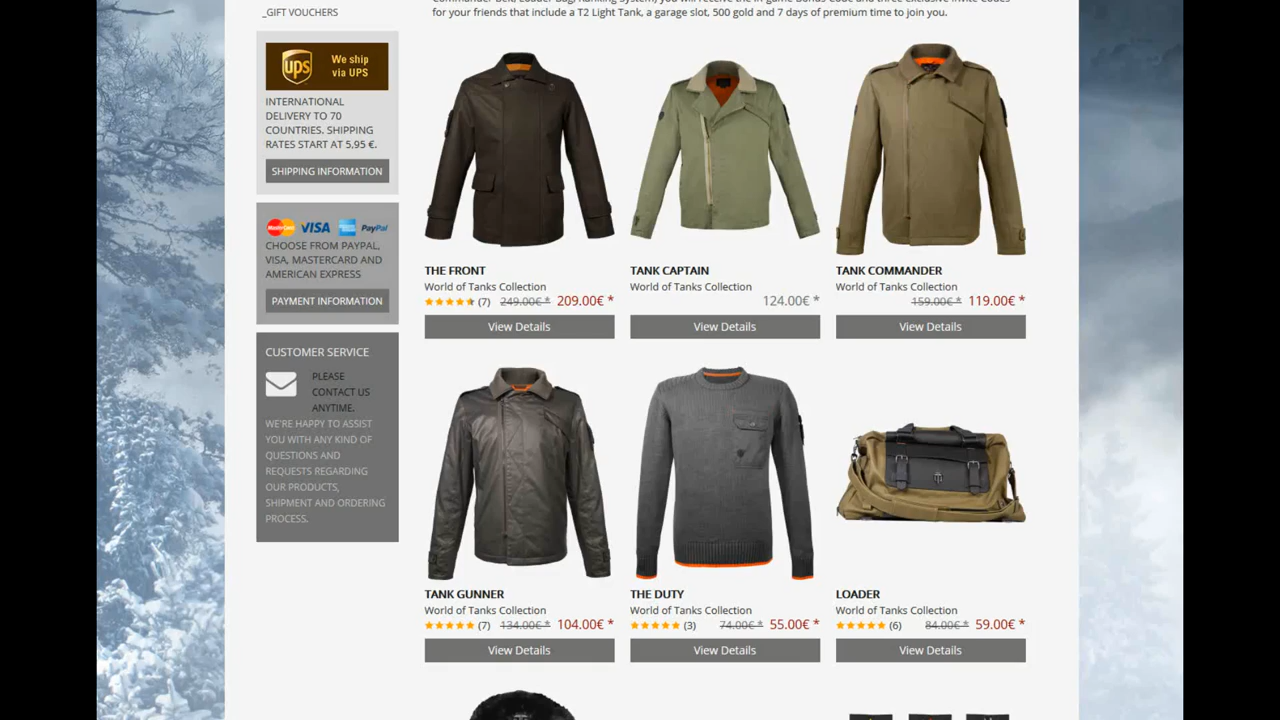 _GIFT VOUCHERS
for your friends that include a T2 Light Tank, a garage slot, 500 gold and 7 days of premium time to join you.
ups
We ship
via UPS
INTERNATIONAL
DELIVERY TO 70
COUNTRIES. SHIPPING
RATES START AT 5,95 €.
SHIPPING INFORMATION
MasterCard VISA PayPal
CHOOSE FROM PAYPAL,
VISA, MASTERCARD AND
AMERICAN EXPRESS
PAYMENT INFORMATION
CUSTOMER SERVICE
PLEASE
CONTACT US
ANYTIME.
WE'RE HAPPY TO ASSIST
YOU WITH ANY KIND OF
QUESTIONS AND
REQUESTS REGARDING
OUR PRODUCTS,
SHIPMENT AND ORDERING
PROCESS.
THE FRONT
World of Tanks Collection
(7) 249.00€ * 209.00€ *
View Details
TANK CAPTAIN
World of Tanks Collection
124.00€ *
View Details
TANK COMMANDER
World of Tanks Collection
159.00€ * 119.00€ *
View Details
TANK GUNNER
World of Tanks Collection
(7) 134.00€ * 104.00€ *
View Details
THE DUTY
World of Tanks Collection
(3) 74.00€ * 55.00€ *
View Details
LOADER
World of Tanks Collection
(6) 84.00€ * 59.00€ *
View Details